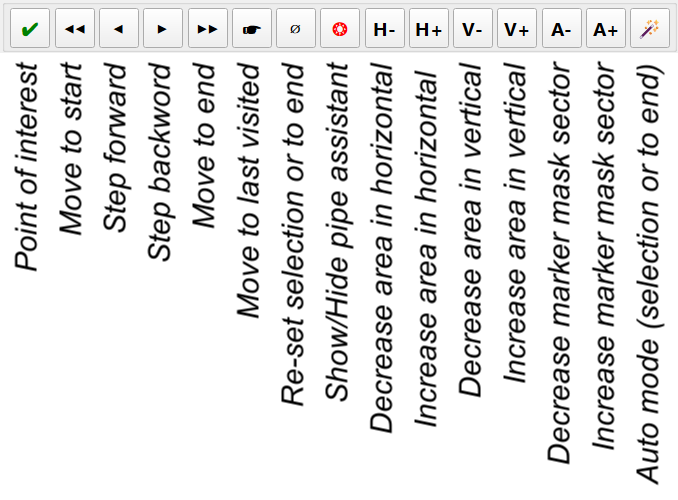 ✔ ◄◄ ◄ ► ►► ☛ ∅ ❂ H- H+ V- V+ A- A+
Point of interest
Move to start
Step forward
Step backword
Move to end
Move to last visited
Re-set selection or to end
Show/Hide pipe assistant
Decrease area in horizontal
Increase area in horizontal
Decrease area in vertical
Increase area in vertical
Decrease marker mask sector
Increase marker mask sector
Auto mode (selection or to end)